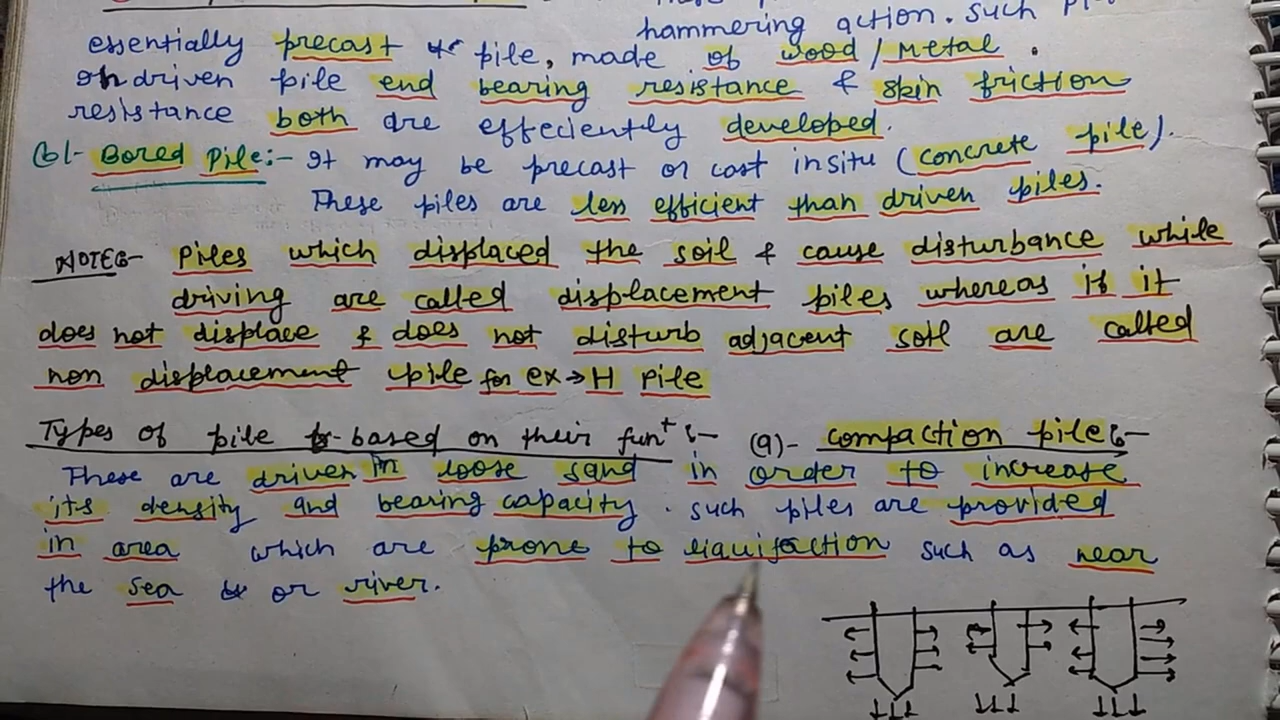 hammering action. such
essentially precast pile, made of wood / metal.
on driven pile end bearing resistance & skin friction
resistance both are effeciently developed.
(b)- Bored Pile:- It may be precast or cast insitu (concrete pile).
These piles are less efficient than driven piles.
NOTE:- Piles which displaced the soil & cause disturbance while
driving are called displacement piles whereas if it
does not displace & does not disturb adjacent soil are called
non displacement pile for ex → H Pile
Types of pile based on their funⁿ :- (a)- compaction pile:-
These are driven in loose sand in order to increase
its density and bearing capacity. such piles are provided
in area which are prone to liquifaction such as near
the sea or river.